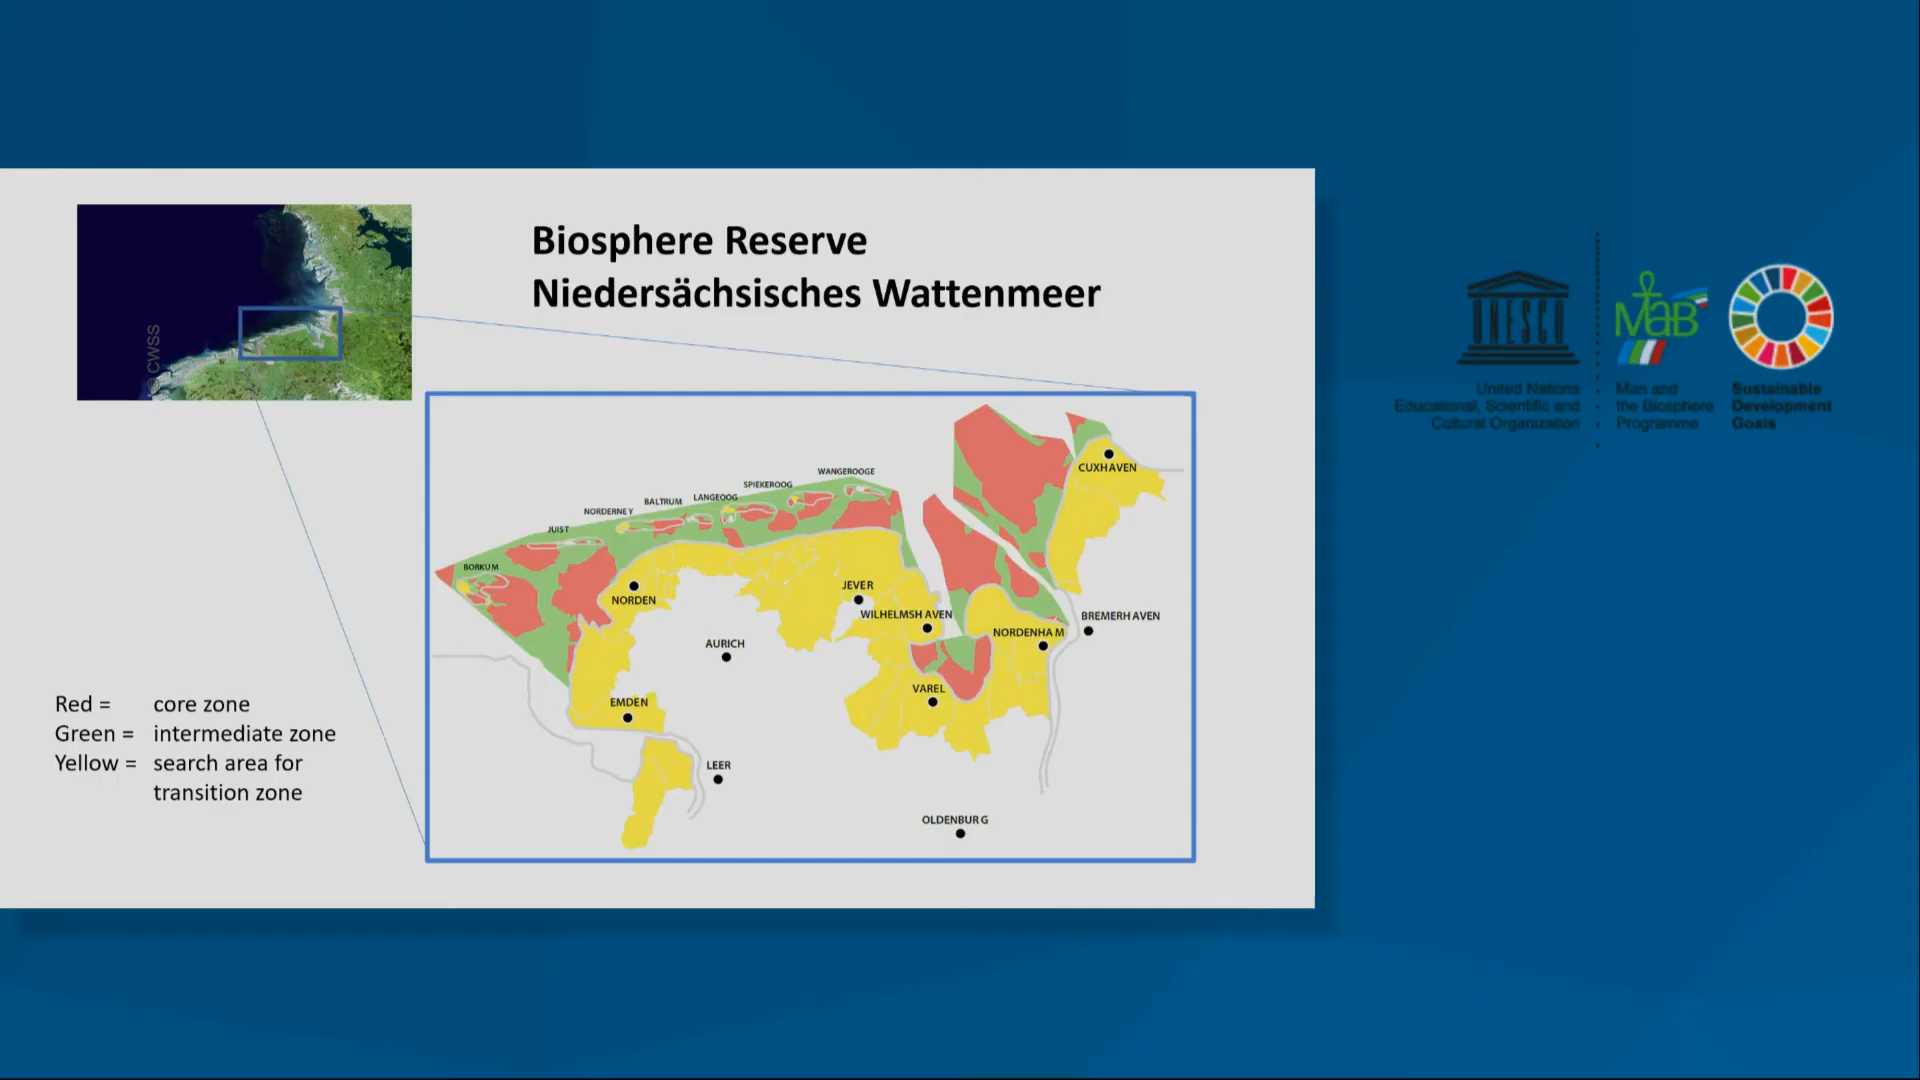 Biosphere Reserve
Niedersächsisches Wattenmeer
© CWSS
UNESCO
United Nations
Educational, Scientific and
Cultural Organization
MaB
Man and
the Biosphere
Programme
Sustainable
Development
Goals
WANGEROOGE
SPIEKEROOG
LANGEOOG
BALTRUM
NORDERNEY
JUIST
BORKUM
CUXHAVEN
NORDEN
JEVER
WILHELMSHAVEN
BREMERHAVEN
NORDENHAM
AURICH
VAREL
EMDEN
LEER
OLDENBURG
Red = core zone
Green = intermediate zone
Yellow = search area for
transition zone